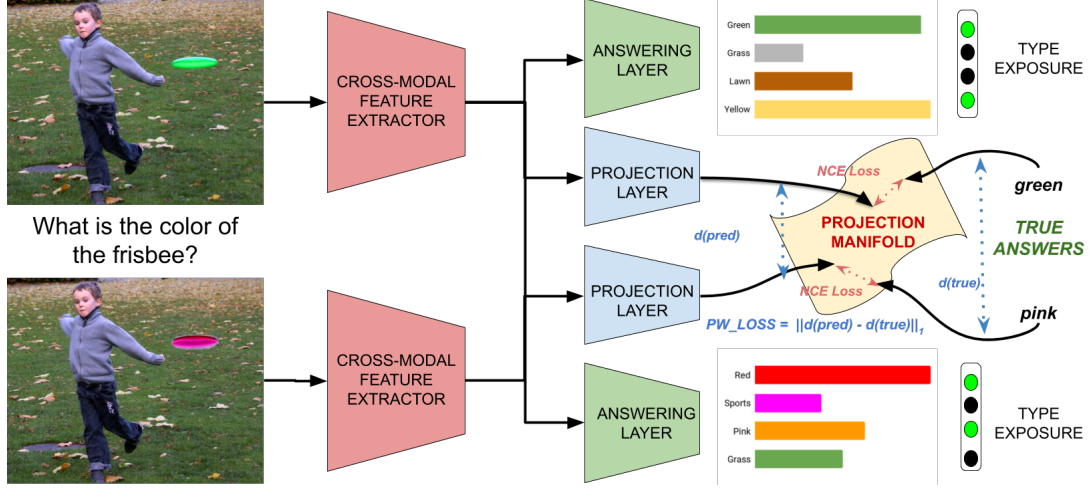 What is the color of
the frisbee?
CROSS-MODAL
FEATURE
EXTRACTOR
CROSS-MODAL
FEATURE
EXTRACTOR
ANSWERING
LAYER
PROJECTION
LAYER
PROJECTION
LAYER
ANSWERING
LAYER
Green
Grass
Lawn
Yellow
TYPE
EXPOSURE
NCE Loss
PROJECTION
MANIFOLD
NCE Loss
d(pred)
green
TRUE
ANSWERS
d(true)
pink
PW_LOSS = ||d(pred) - d(true)||₁
Red
Sports
Pink
Grass
TYPE
EXPOSURE